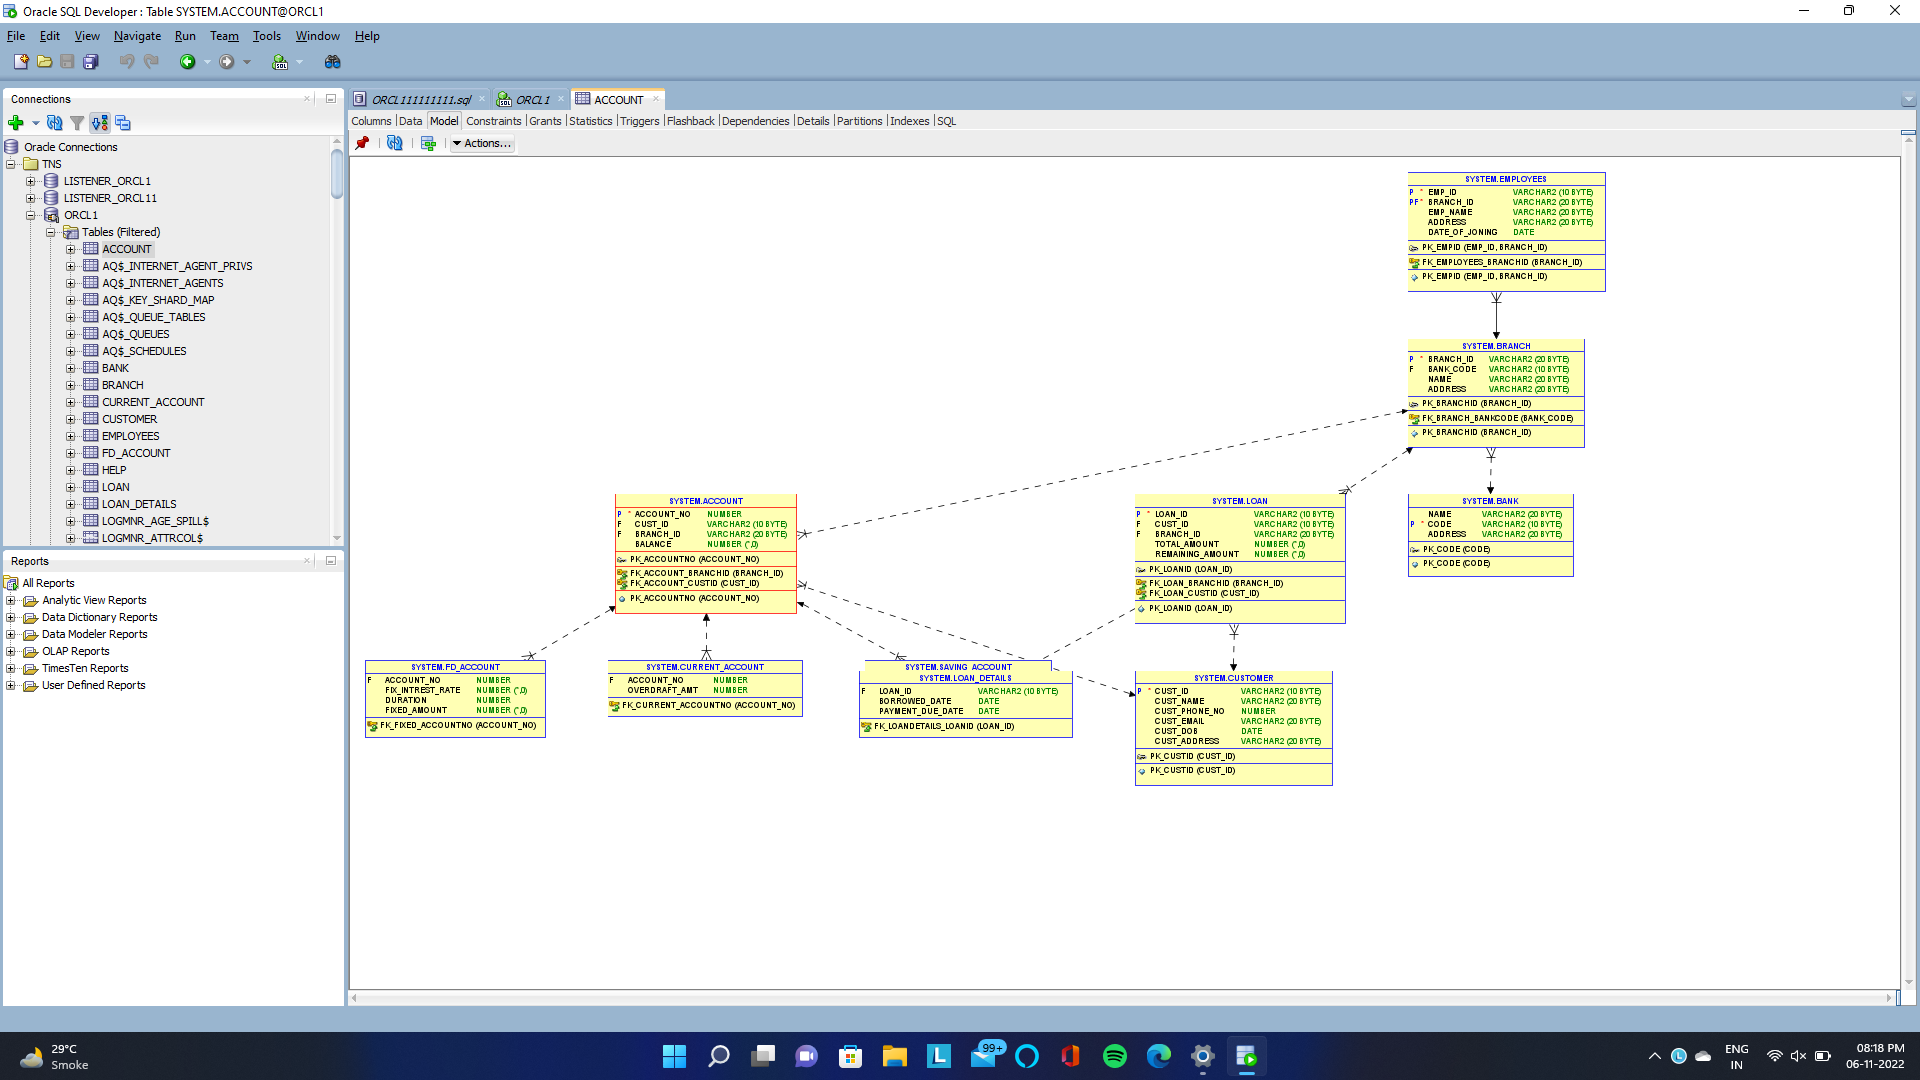 Oracle SQL Developer : Table SYSTEM.ACCOUNT@ORCL1
File Edit View Navigate Run Team Tools Window Help
Connections
Oracle Connections
TNS
LISTENER_ORCL1
LISTENER_ORCL11
ORCL1
Tables (Filtered)
ACCOUNT
AQ$_INTERNET_AGENT_PRIVS
AQ$_INTERNET_AGENTS
AQ$_KEY_SHARD_MAP
AQ$_QUEUE_TABLES
AQ$_QUEUES
AQ$_SCHEDULES
BANK
BRANCH
CURRENT_ACCOUNT
CUSTOMER
EMPLOYEES
FD_ACCOUNT
HELP
LOAN
LOAN_DETAILS
LOGMNR_AGE_SPILL$
LOGMNR_ATTRCOL$
Reports
All Reports
Analytic View Reports
Data Dictionary Reports
Data Modeler Reports
OLAP Reports
TimesTen Reports
User Defined Reports
ORCL111111111.sql ORCL1 ACCOUNT
Columns Data Model Constraints Grants Statistics Triggers Flashback Dependencies Details Partitions Indexes SQL
Actions...
SYSTEM.EMPLOYEES
P * EMP_ID VARCHAR2 (10 BYTE)
PF* BRANCH_ID VARCHAR2 (20 BYTE)
EMP_NAME VARCHAR2 (20 BYTE)
ADDRESS VARCHAR2 (20 BYTE)
DATE_OF_JONING DATE
PK_EMPID (EMP_ID, BRANCH_ID)
FK_EMPLOYEES_BRANCHID (BRANCH_ID)
PK_EMPID (EMP_ID, BRANCH_ID)
SYSTEM.BRANCH
P * BRANCH_ID VARCHAR2 (20 BYTE)
F BANK_CODE VARCHAR2 (10 BYTE)
NAME VARCHAR2 (20 BYTE)
ADDRESS VARCHAR2 (20 BYTE)
PK_BRANCHID (BRANCH_ID)
FK_BRANCH_BANKCODE (BANK_CODE)
PK_BRANCHID (BRANCH_ID)
SYSTEM.ACCOUNT
P * ACCOUNT_NO NUMBER
F CUST_ID VARCHAR2 (10 BYTE)
F BRANCH_ID VARCHAR2 (20 BYTE)
BALANCE NUMBER (*,0)
PK_ACCOUNTNO (ACCOUNT_NO)
FK_ACCOUNT_BRANCHID (BRANCH_ID)
FK_ACCOUNT_CUSTID (CUST_ID)
PK_ACCOUNTNO (ACCOUNT_NO)
SYSTEM.LOAN
P * LOAN_ID VARCHAR2 (10 BYTE)
F CUST_ID VARCHAR2 (10 BYTE)
F BRANCH_ID VARCHAR2 (20 BYTE)
TOTAL_AMOUNT NUMBER (*,0)
REMAINING_AMOUNT NUMBER (*,0)
PK_LOANID (LOAN_ID)
FK_LOAN_BRANCHID (BRANCH_ID)
FK_LOAN_CUSTID (CUST_ID)
PK_LOANID (LOAN_ID)
SYSTEM.BANK
NAME VARCHAR2 (20 BYTE)
P * CODE VARCHAR2 (10 BYTE)
ADDRESS VARCHAR2 (20 BYTE)
PK_CODE (CODE)
PK_CODE (CODE)
SYSTEM.FD_ACCOUNT
F ACCOUNT_NO NUMBER
FIX_INTREST_RATE NUMBER (*,0)
DURATION NUMBER
FIXED_AMOUNT NUMBER (*,0)
FK_FIXED_ACCOUNTNO (ACCOUNT_NO)
SYSTEM.CURRENT_ACCOUNT
F ACCOUNT_NO NUMBER
OVERDRAFT_AMT NUMBER
FK_CURRENT_ACCOUNTNO (ACCOUNT_NO)
SYSTEM.SAVING_ACCOUNT
SYSTEM.LOAN_DETAILS
F LOAN_ID VARCHAR2 (10 BYTE)
BORROWED_DATE DATE
PAYMENT_DUE_DATE DATE
FK_LOANDETAILS_LOANID (LOAN_ID)
SYSTEM.CUSTOMER
P * CUST_ID VARCHAR2 (10 BYTE)
CUST_NAME VARCHAR2 (20 BYTE)
CUST_PHONE_NO NUMBER
CUST_EMAIL VARCHAR2 (20 BYTE)
CUST_DOB DATE
CUST_ADDRESS VARCHAR2 (20 BYTE)
PK_CUSTID (CUST_ID)
PK_CUSTID (CUST_ID)
29°C
Smoke
99+
ENG
IN
08:18 PM
06-11-2022